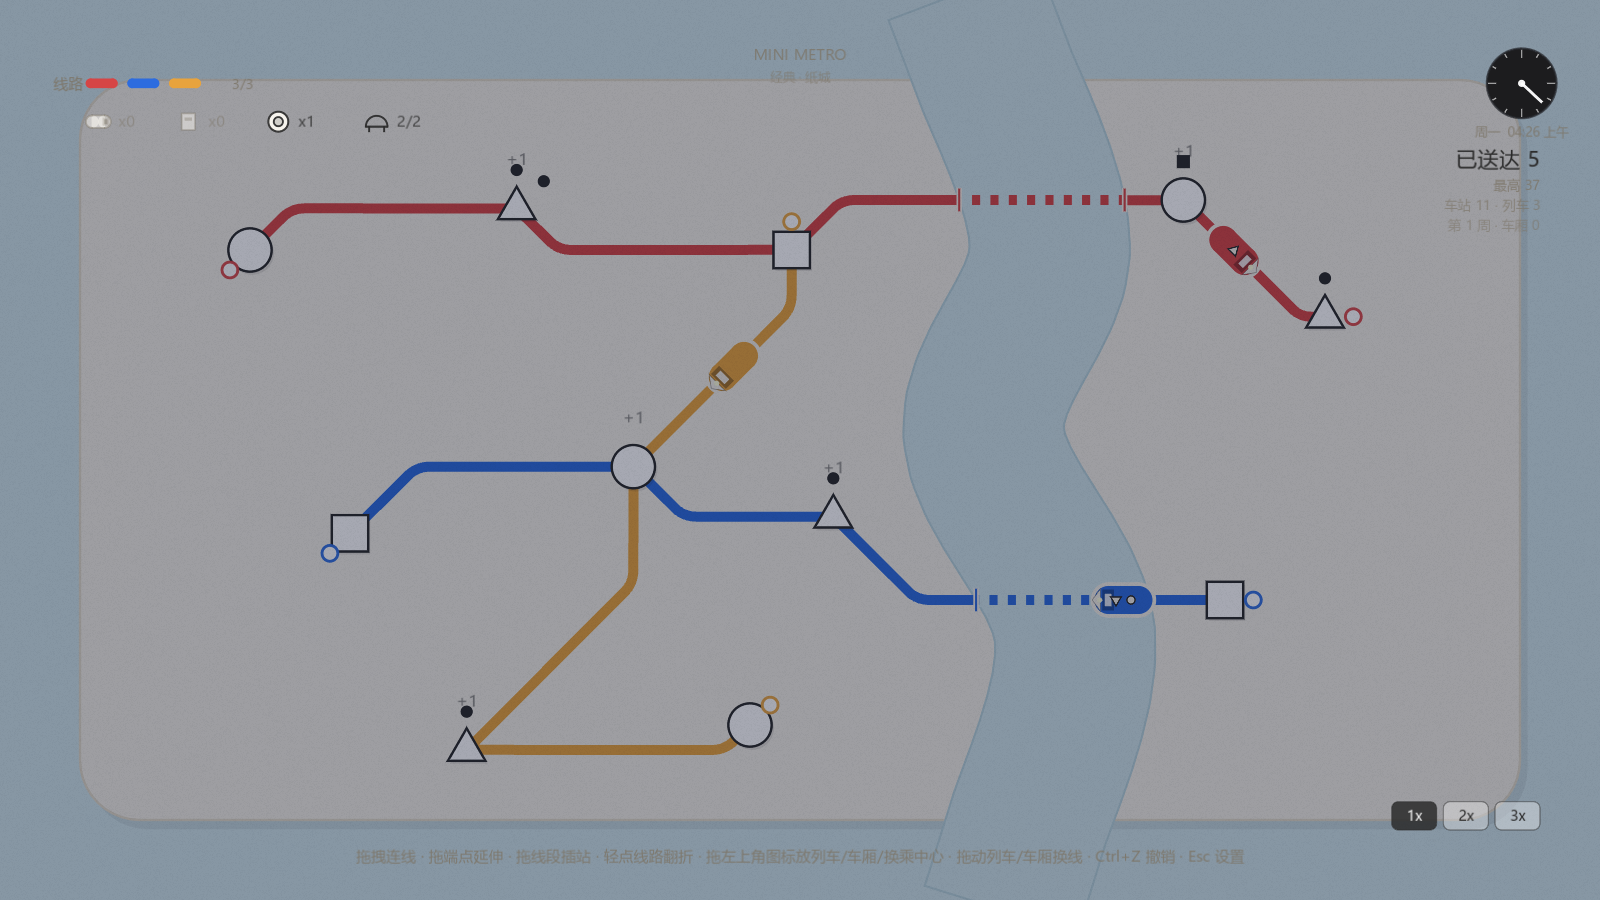 MINI METRO
经典 · 纸城
线路 3/3
x0 x0 x1 2/2
周一 04:26 上午
已送达 5
最高 37
车站 11 · 列车 3
第 1 周 · 车厢 0
+1
+1
+1
+1
+1
1x 2x 3x
拖拽连线 · 拖端点延伸 · 拖线段插站 · 轻点线路翻折 · 拖左上角图标放列车/车厢/换乘中心 · 拖动列车/车厢换线 · Ctrl+Z 撤销 · Esc 设置